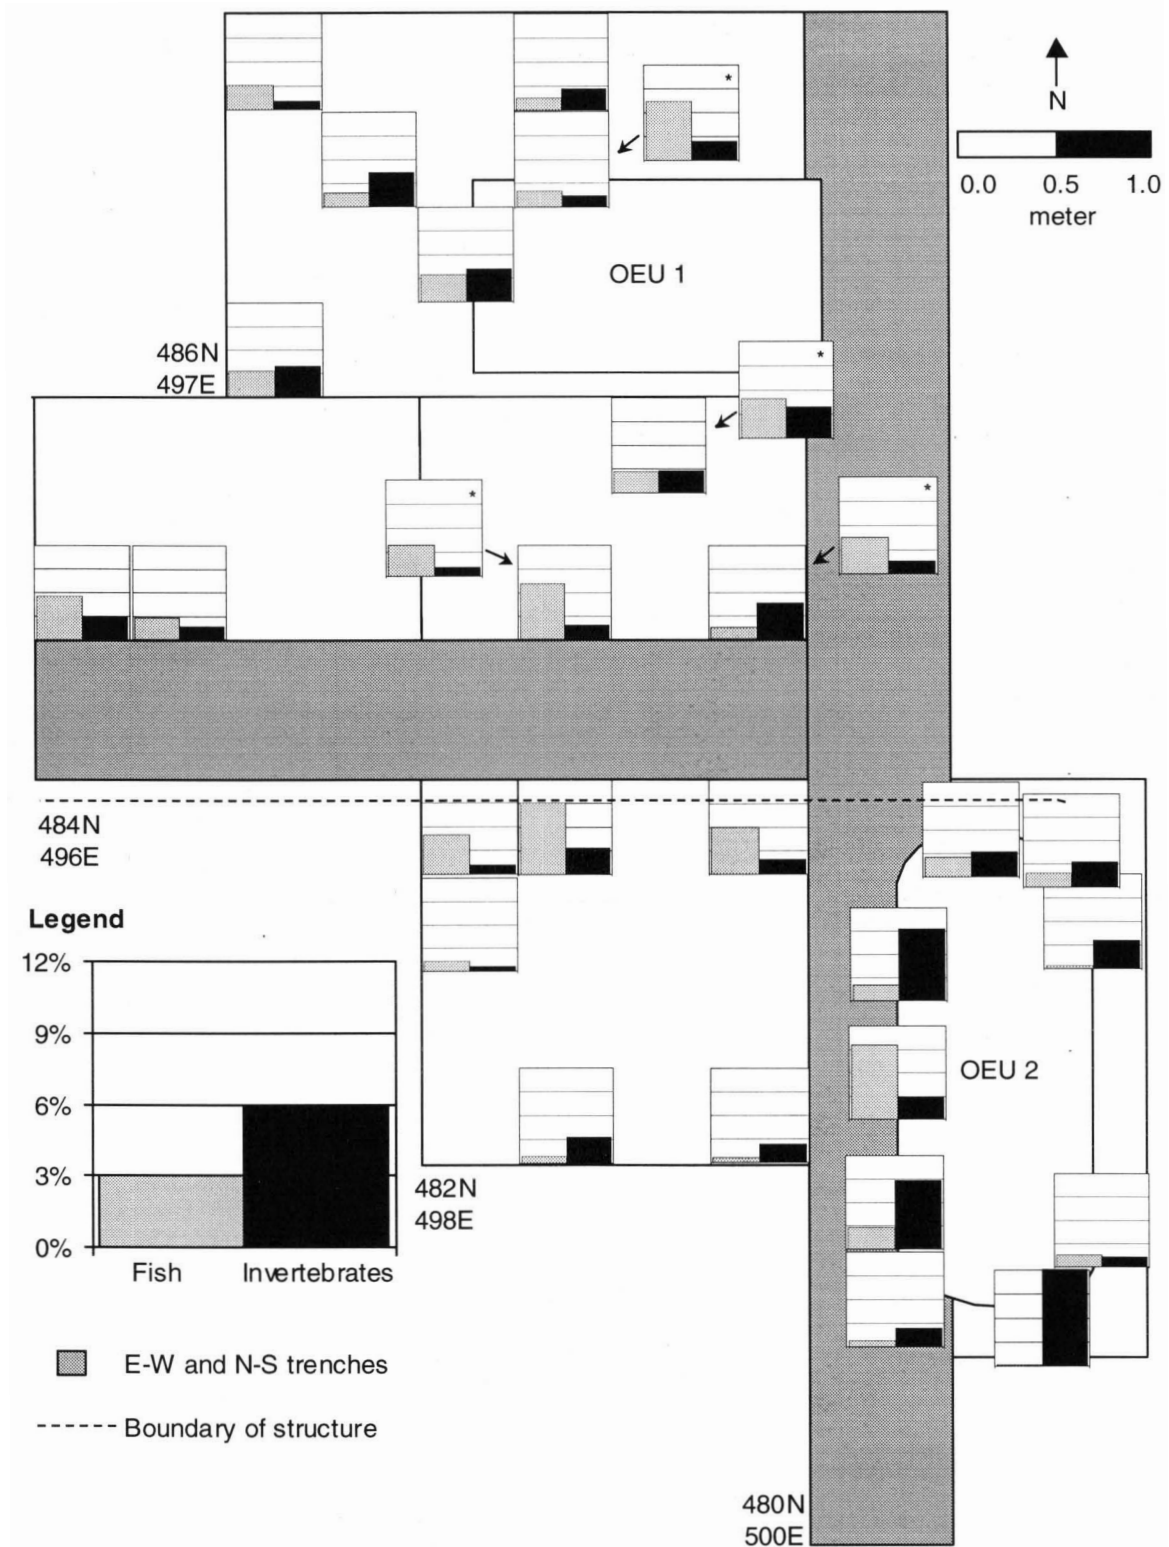 *
N
0.0 0.5 1.0
meter
OEU 1
*
486N
497E
*
*
484N
496E
Legend
12%
9%
6%
3%
0%
Fish Invertebrates
OEU 2
482N
498E
E-W and N-S trenches
Boundary of structure
480N
500E